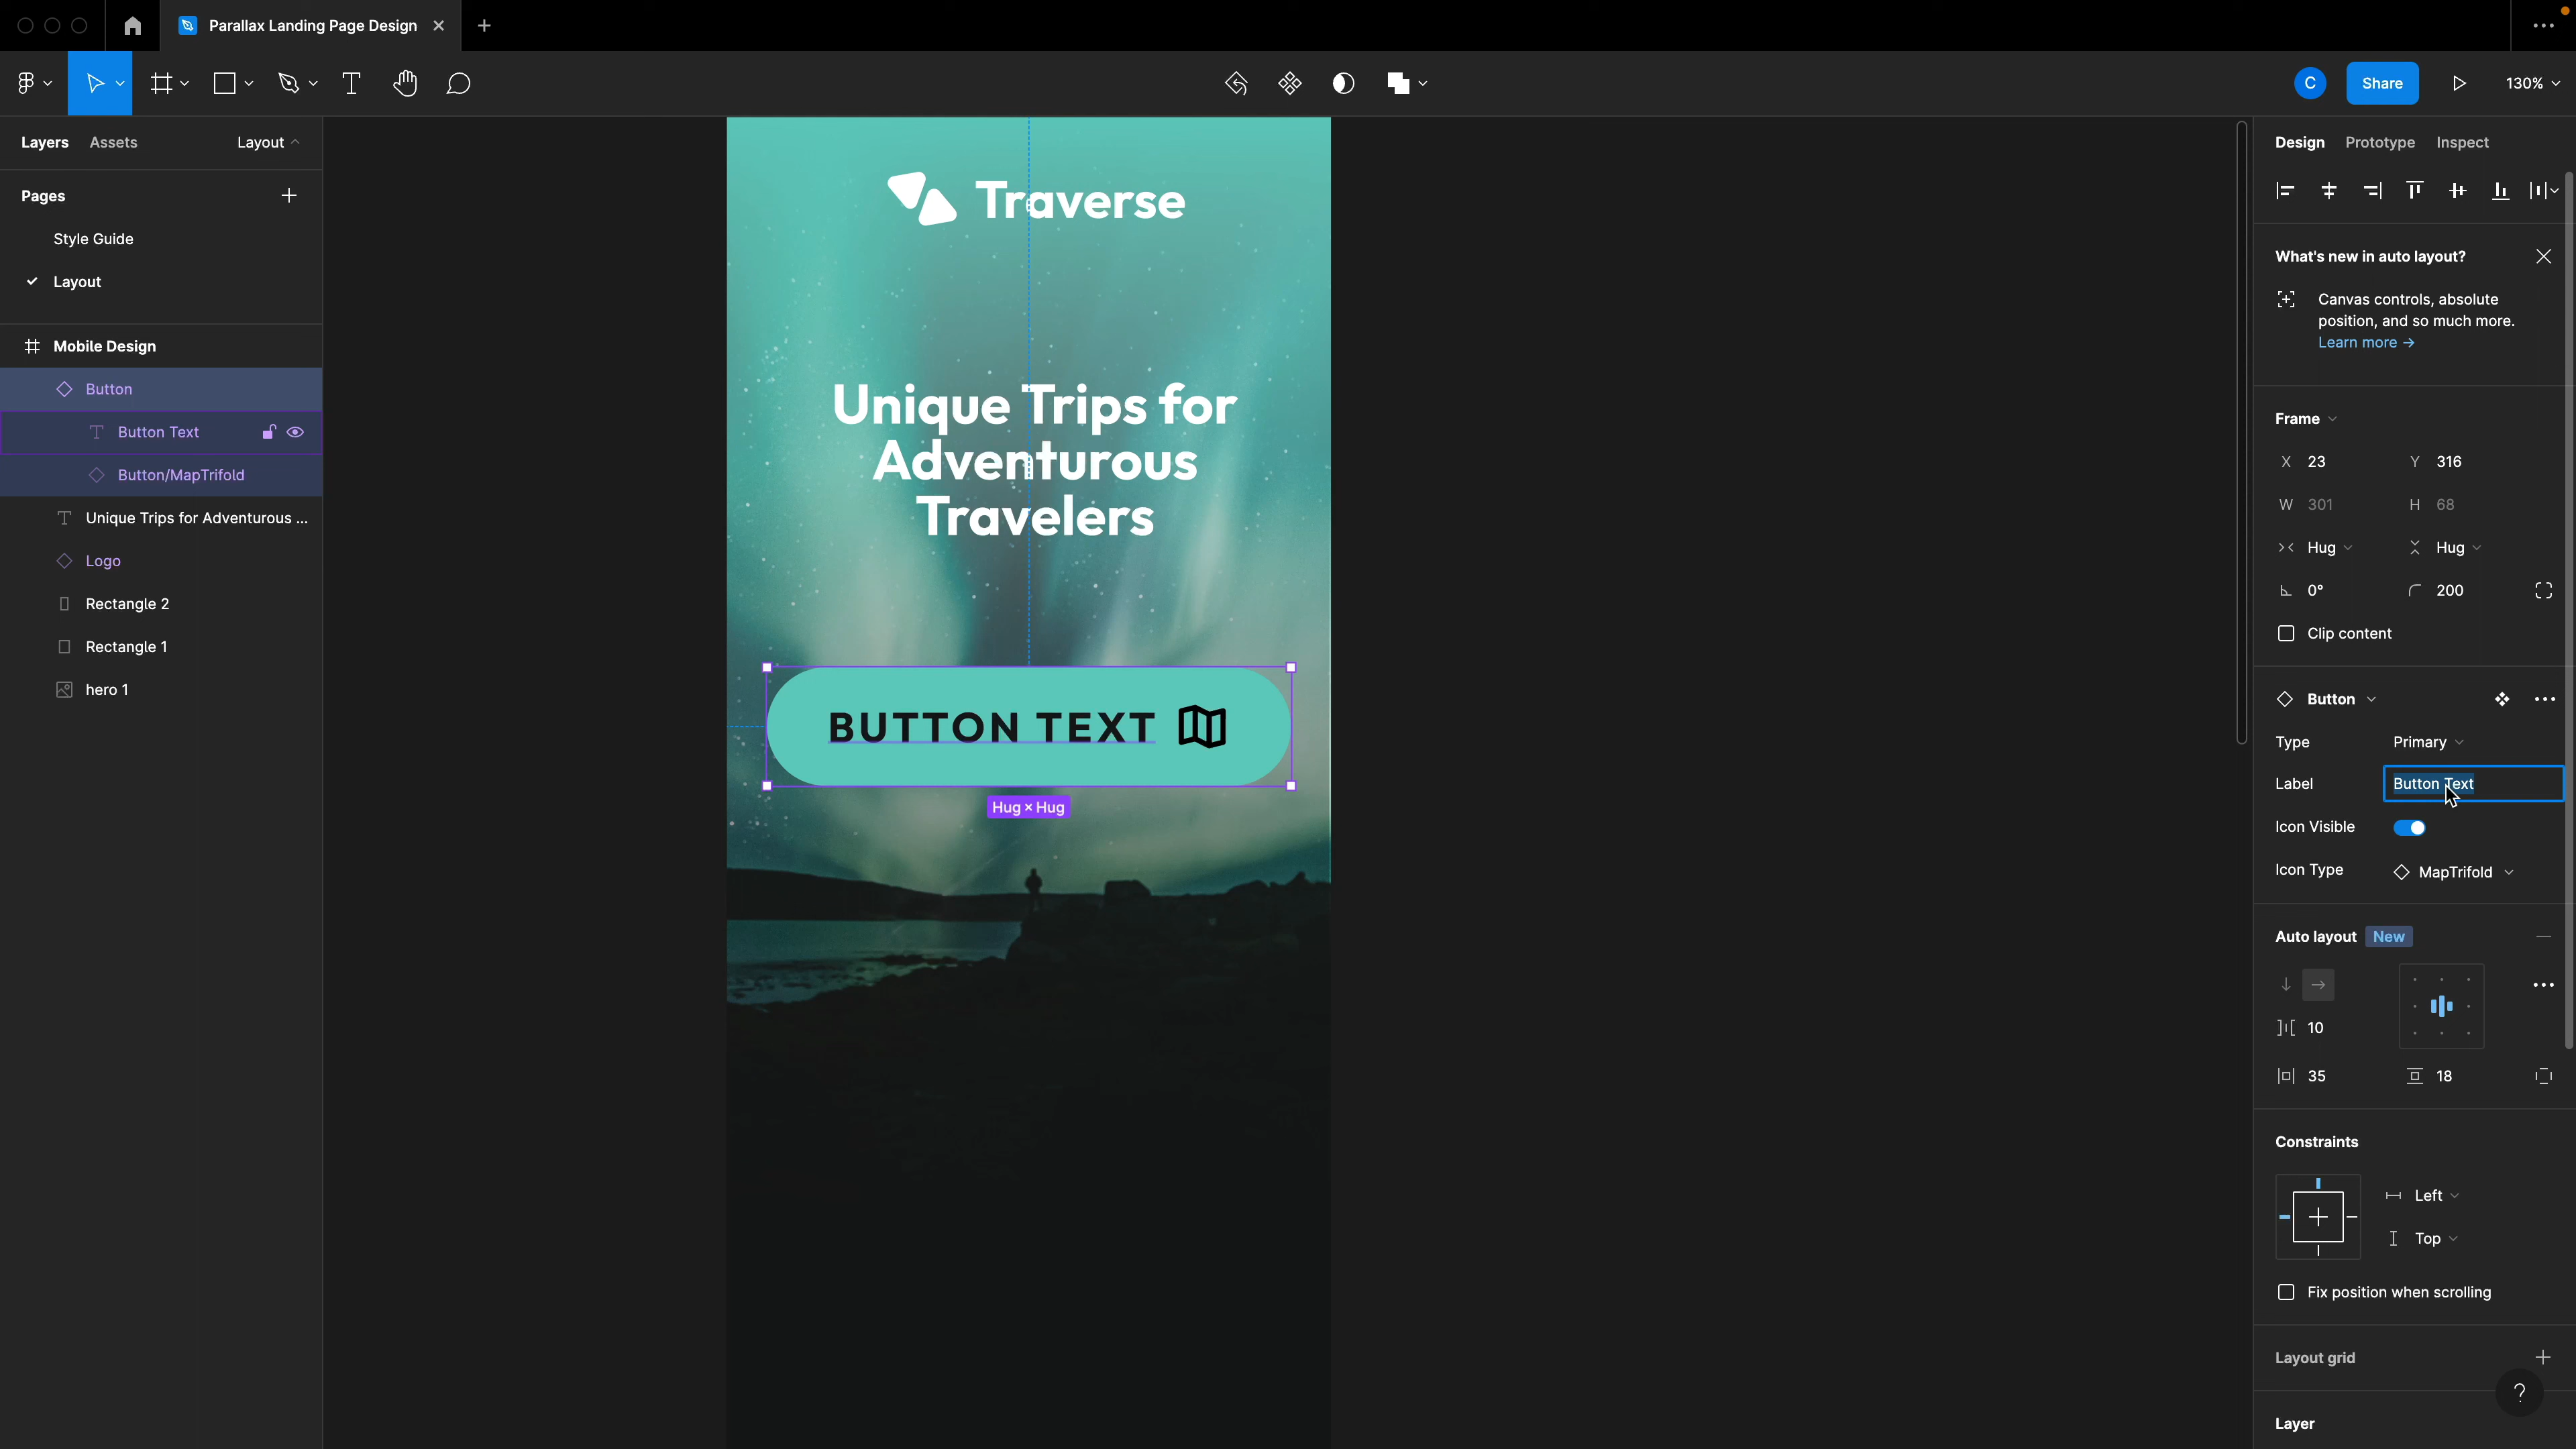 Parallax Landing Page Design
C
Share
130%
Layers Assets Layout
Pages
Style Guide
Layout
Mobile Design
Button
Button Text
Button/MapTrifold
Unique Trips for Adventurous ...
Logo
Rectangle 2
Rectangle 1
hero 1
Traverse
Unique Trips for
Adventurous
Travelers
BUTTON TEXT
Hug × Hug
Design Prototype Inspect
What's new in auto layout?
Canvas controls, absolute
position, and so much more.
Learn more →
Frame
X 23 Y 316
W 301 H 68
Hug Hug
0° 200
Clip content
Button
Type Primary
Label Button Text
Icon Visible
Icon Type MapTrifold
Auto layout New
10
35 18
Constraints
Left
Top
Fix position when scrolling
Layout grid
?
Layer